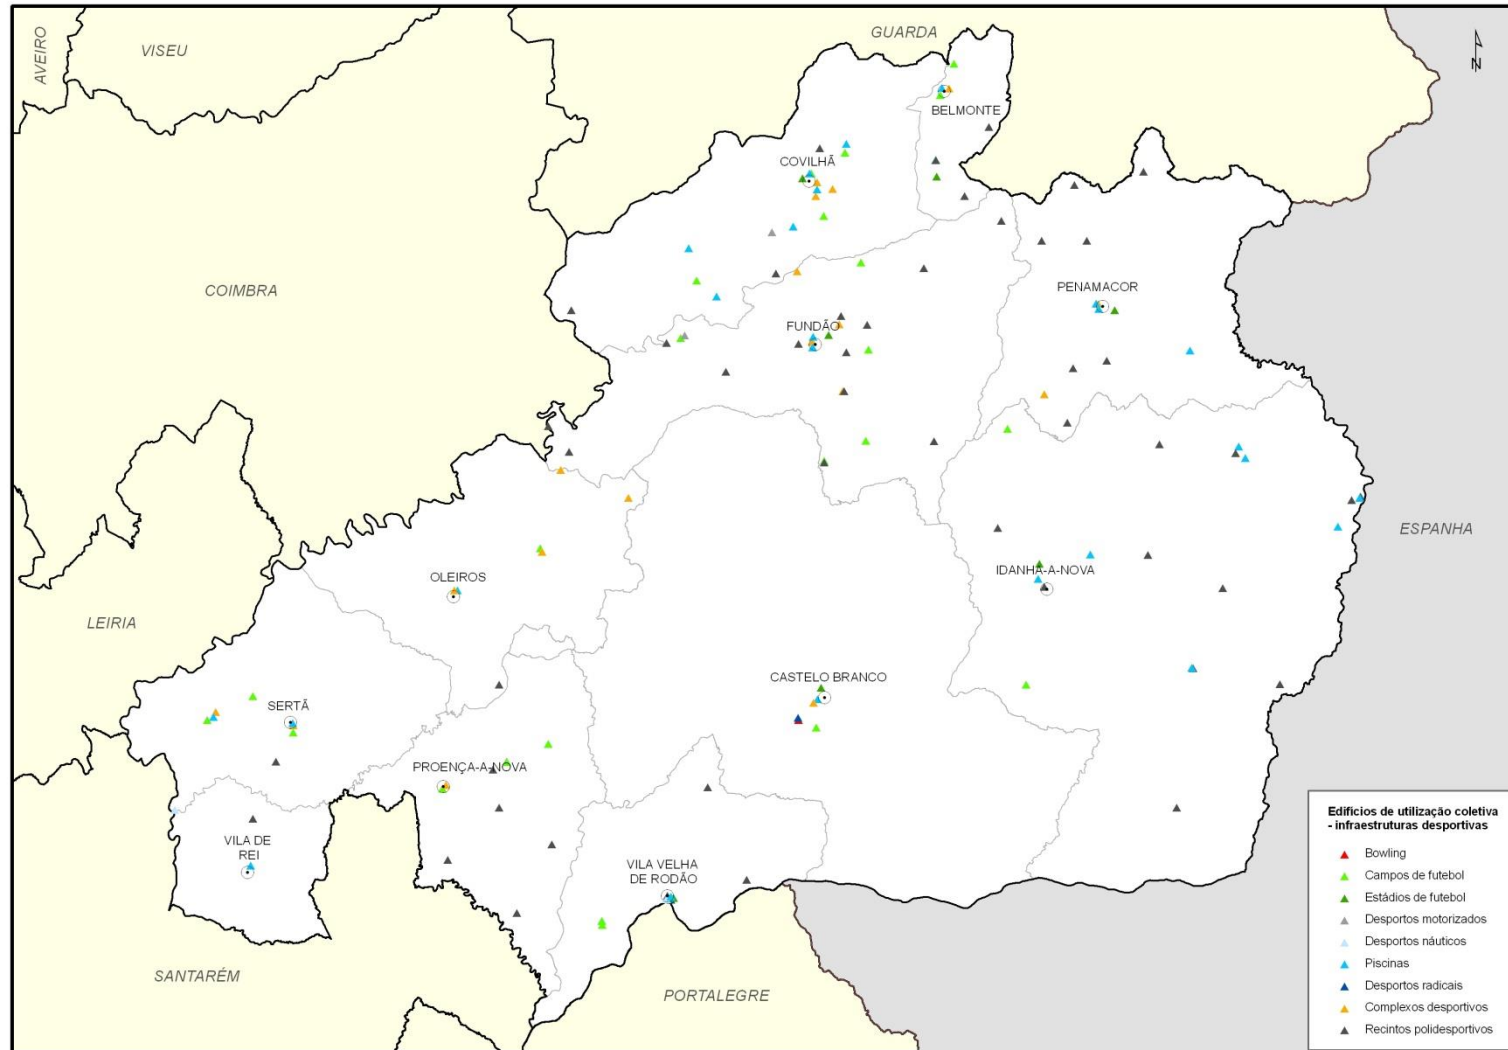 AVEIRO
VISEU
GUARDA
N
BELMONTE
COVILHÃ
COIMBRA
PENAMACOR
FUNDÃO
ESPANHA
IDANHA-A-NOVA
OLEIROS
LEIRIA
CASTELO BRANCO
SERTÃ
PROENÇA-A-NOVA
VILA DE
REI
VILA VELHA
DE RODÃO
SANTARÉM
PORTALEGRE
Edifícios de utilização coletiva
- infraestruturas desportivas
Bowling
Campos de futebol
Estádios de futebol
Desportos motorizados
Desportos náuticos
Piscinas
Desportos radicais
Complexos desportivos
Recintos polidesportivos